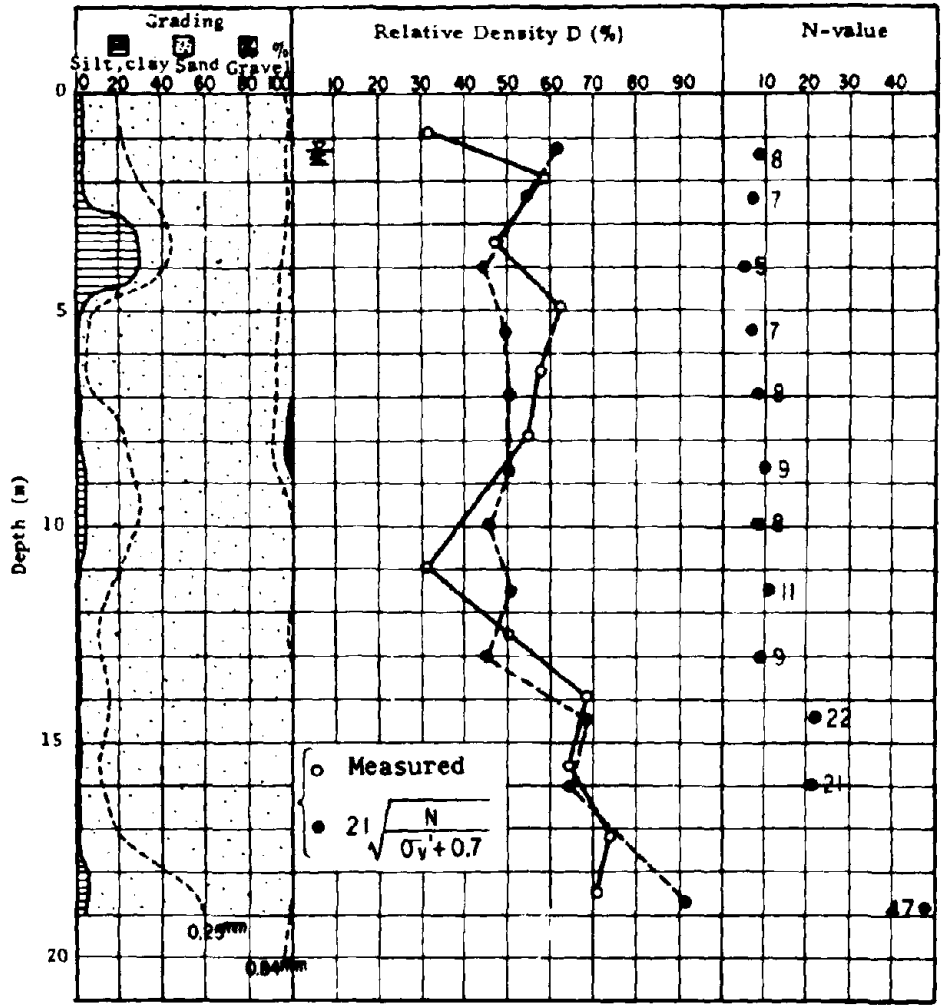 Grading
%
Silt,clay Sand Gravel
20 40 60 80 100
Relative Density D (%)
10 20 30 40 50 60 70 80 90
N-value
10 20 30 40
0
8
7
5
5
7
8
9
10
8
11
9
22
15
21
47
20
Depth (m)
Measured
21 √ N / σv'+0.7
0.25mm
0.84mm